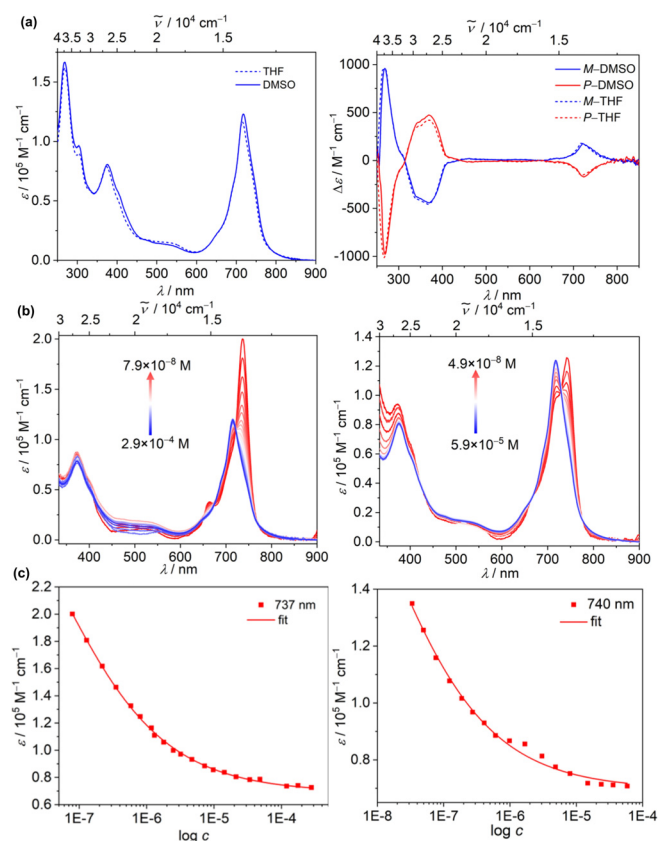 (a)
ṽ / 10⁴ cm⁻¹
4 3.5 3 2.5 2 1.5
ε / 10⁵ M⁻¹ cm⁻¹
1.5
1.0
0.5
0.0
THF
DMSO
300 400 500 600 700 800 900
λ / nm
ṽ / 10⁴ cm⁻¹
4 3.5 3 2.5 2 1.5
Δε / M⁻¹ cm⁻¹
1000
500
0
-500
-1000
M–DMSO
P–DMSO
M–THF
P–THF
300 400 500 600 700 800
λ / nm
(b)
ṽ / 10⁴ cm⁻¹
3 2.5 2 1.5
ε / 10⁵ M⁻¹ cm⁻¹
2.0
1.5
1.0
0.5
0.0
7.9×10⁻⁸ M
2.9×10⁻⁴ M
400 500 600 700 800 900
λ / nm
ṽ / 10⁴ cm⁻¹
3 2.5 2 1.5
ε / 10⁵ M⁻¹ cm⁻¹
1.4
1.2
1.0
0.8
0.6
0.4
0.2
0.0
4.9×10⁻⁸ M
5.9×10⁻⁵ M
400 500 600 700 800 900
λ / nm
(c)
ε / 10⁵ M⁻¹ cm⁻¹
2.2
2.0
1.8
1.6
1.4
1.2
1.0
0.8
0.6
737 nm
fit
1E-7 1E-6 1E-5 1E-4
log c
ε / 10⁵ M⁻¹ cm⁻¹
1.4
1.2
1.0
0.8
740 nm
fit
1E-8 1E-7 1E-6 1E-5 1E-4
log c